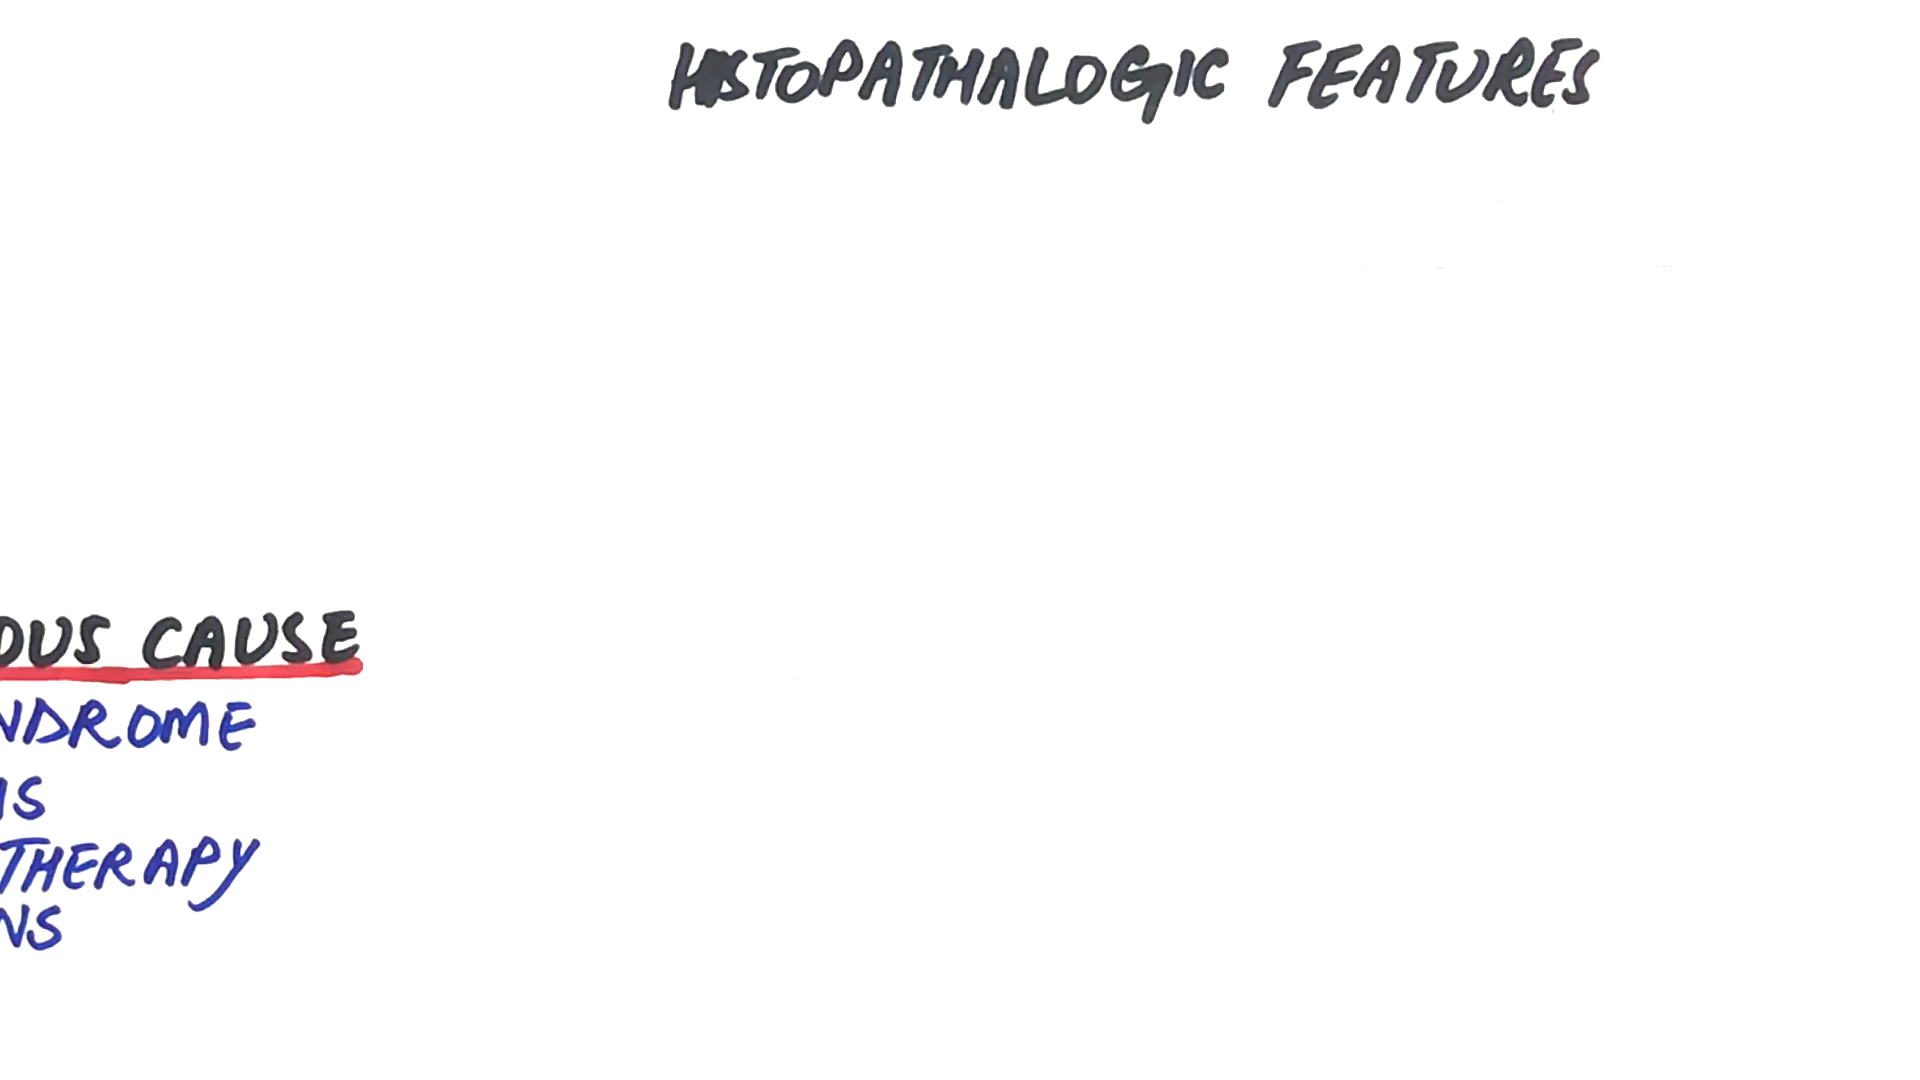 HISTOPATHALOGIC FEATURES
OUS CAUSE
NDROME
IS
THERAPY
NS